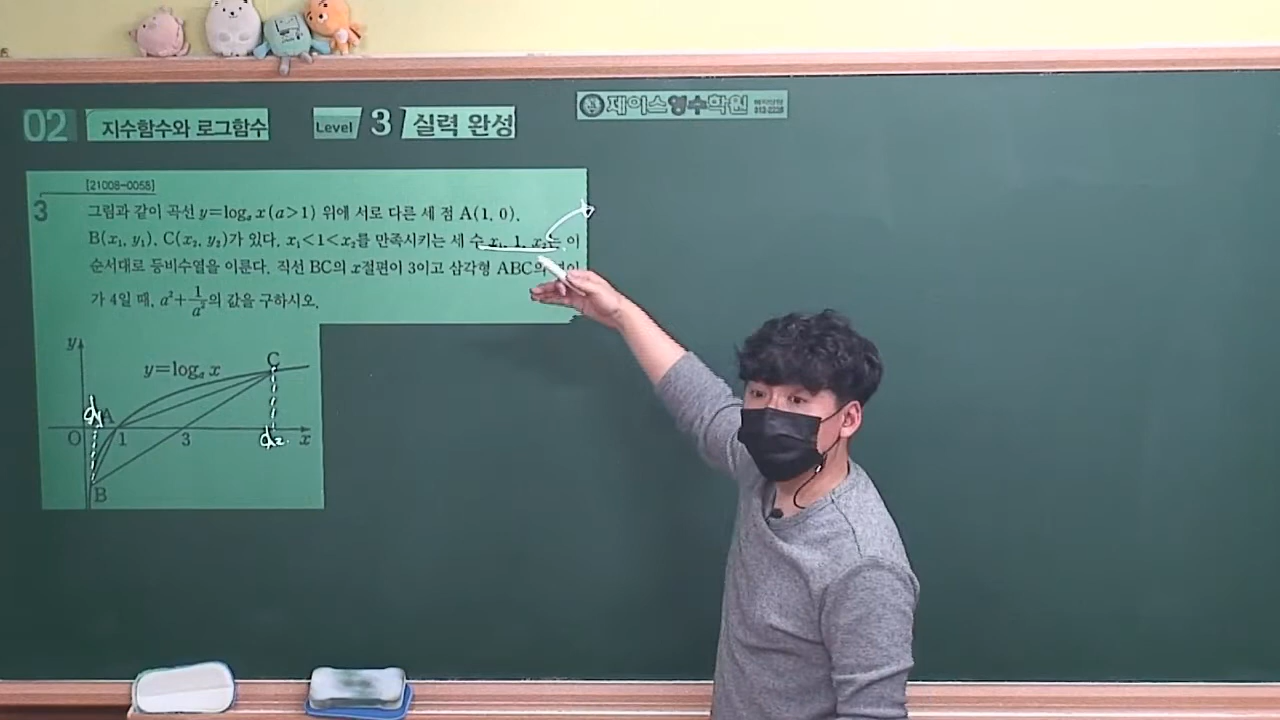 02 지수함수와 로그함수 Level 3 실력 완성
제이스영수학원
[21008-0058]
3 그림과 같이 곡선 y=logₐ x(a>1) 위에 서로 다른 세 점 A(1, 0),
B(x₁, y₁), C(x₂, y₂)가 있다. x₁<1<x₂를 만족시키는 세 수 x₁, 1, x₂는 이
순서대로 등비수열을 이룬다. 직선 BC의 x절편이 3이고 삼각형 ABC의
가 4일 때, a²+1/a²의 값을 구하시오.
y
y=logₐ x
C
A
O 1 3 x
B